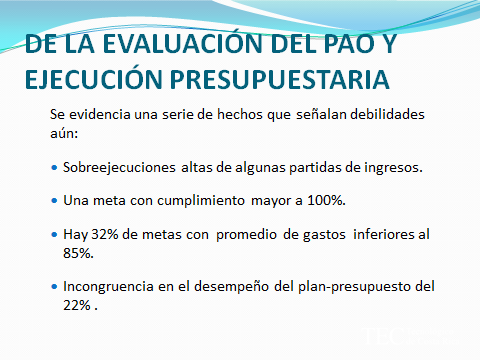 DE LA EVALUACIÓN DEL PAO Y
EJECUCIÓN PRESUPUESTARIA
Se evidencia una serie de hechos que señalan debilidades
aún:
• Sobreejecuciones altas de algunas partidas de ingresos.
• Una meta con cumplimiento mayor a 100%.
• Hay 32% de metas con promedio de gastos inferiores al
85%.
• Incongruencia en el desempeño del plan-presupuesto del
22% .